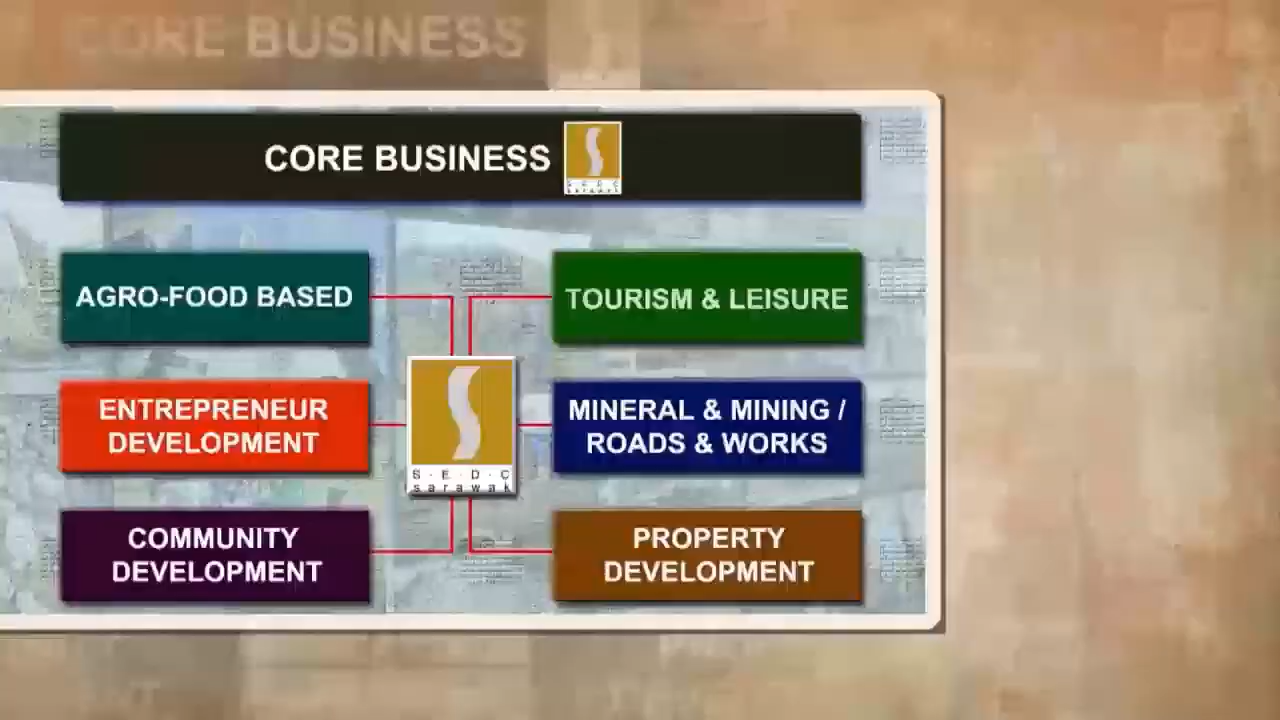 CORE BUSINESS
CORE BUSINESS
AGRO-FOOD BASED
TOURISM & LEISURE
ENTREPRENEUR
DEVELOPMENT
MINERAL & MINING /
ROADS & WORKS
S·E·D·C
sarawak
COMMUNITY
DEVELOPMENT
PROPERTY
DEVELOPMENT